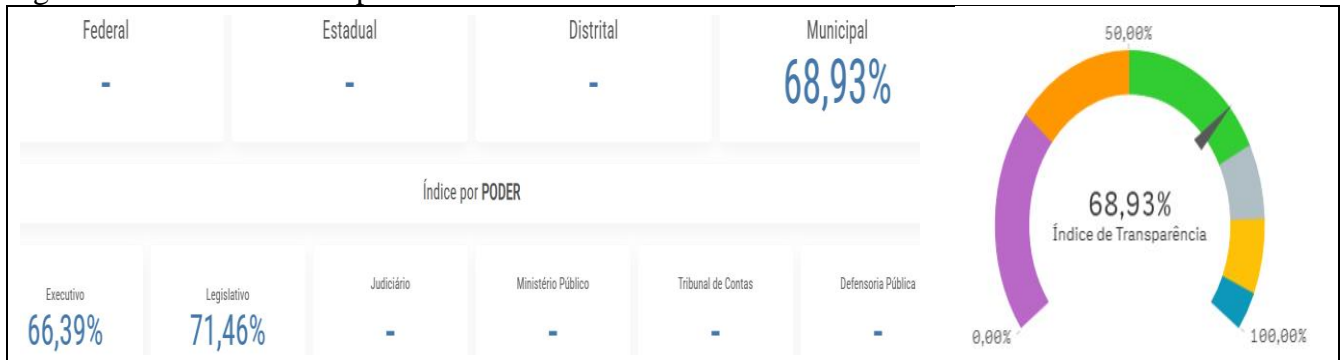 Federal Estadual Distrital Municipal
- - - 68,93%
Índice por PODER
Executivo Legislativo Judiciário Ministério Público Tribunal de Contas Defensoria Pública
66,39% 71,46% - - - -
50,00%
68,93%
Índice de Transparência
0,00% 100,00%